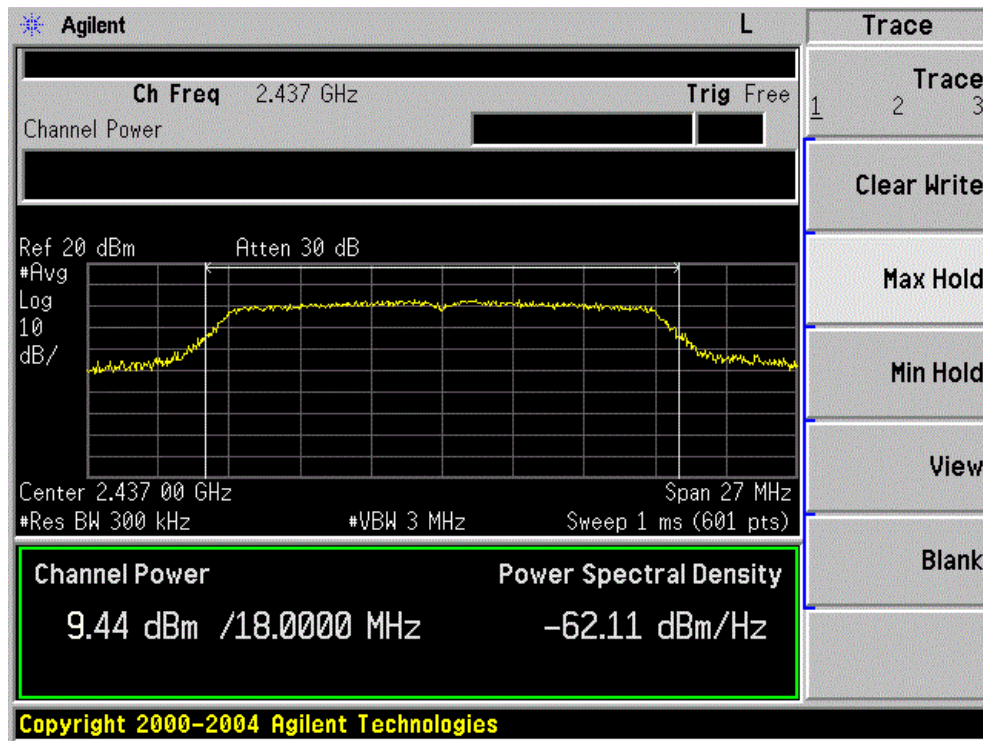 Agilent
L
Trace
Ch Freq 2.437 GHz
Trig Free
Channel Power
Trace
1 2 3
Clear Write
Max Hold
Min Hold
View
Blank
Ref 20 dBm
Atten 30 dB
#Avg
Log
10
dB/
Center 2.437 00 GHz
Span 27 MHz
#Res BW 300 kHz
#VBW 3 MHz
Sweep 1 ms (601 pts)
Channel Power
Power Spectral Density
9.44 dBm /18.0000 MHz
-62.11 dBm/Hz
Copyright 2000-2004 Agilent Technologies